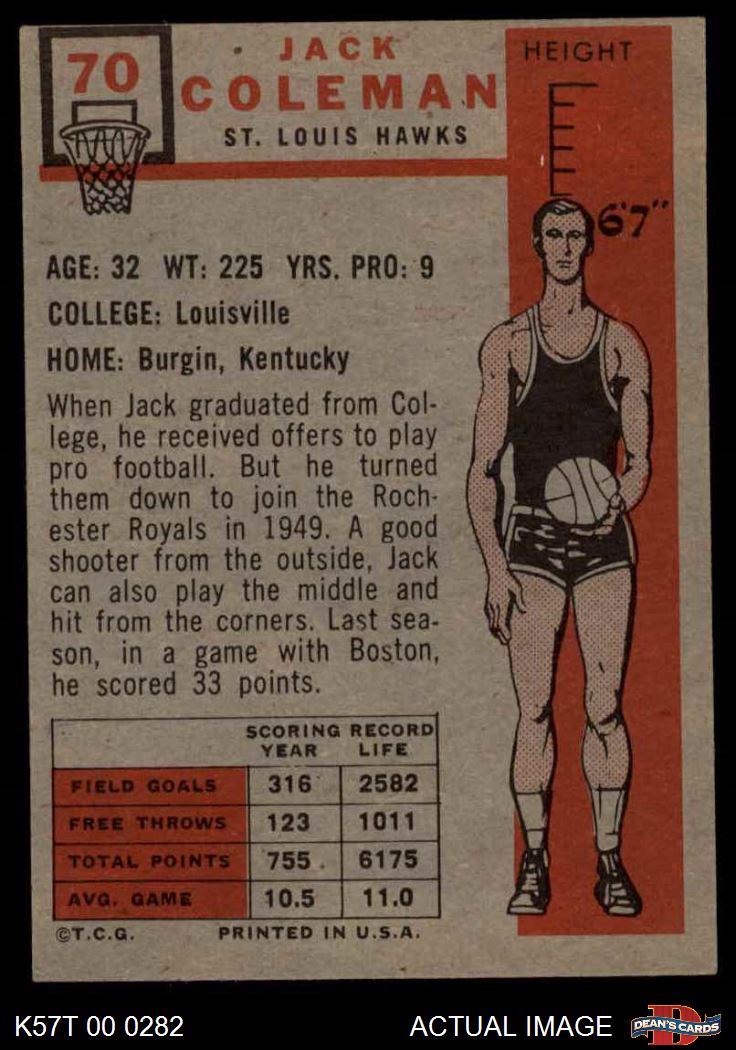 70
JACK
COLEMAN
ST. LOUIS HAWKS
HEIGHT
6'7"
AGE: 32 WT: 225 YRS. PRO: 9
COLLEGE: Louisville
HOME: Burgin, Kentucky
When Jack graduated from Col-
lege, he received offers to play
pro football. But he turned
them down to join the Roch-
ester Royals in 1949. A good
shooter from the outside, Jack
can also play the middle and
hit from the corners. Last sea-
son, in a game with Boston,
he scored 33 points.
SCORING RECORD
YEAR LIFE
FIELD GOALS 316 2582
FREE THROWS 123 1011
TOTAL POINTS 755 6175
AVG. GAME 10.5 11.0
©T.C.G. PRINTED IN U.S.A.
K57T 00 0282 ACTUAL IMAGE
D
DEAN'S CARDS